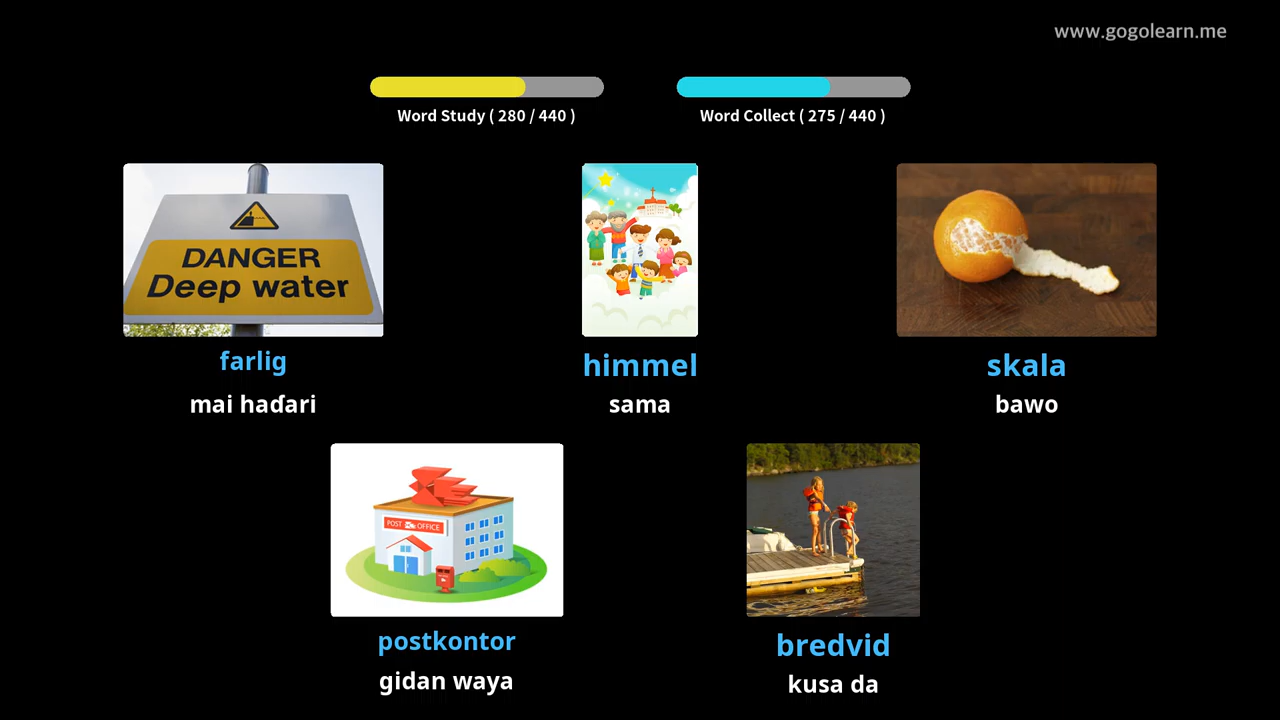 www.gogolearn.me
Word Study ( 280 / 440 )
Word Collect ( 275 / 440 )
DANGER
Deep water
farlig
mai haɗari
himmel
sama
skala
bawo
POST OFFICE
postkontor
gidan waya
bredvid
kusa da